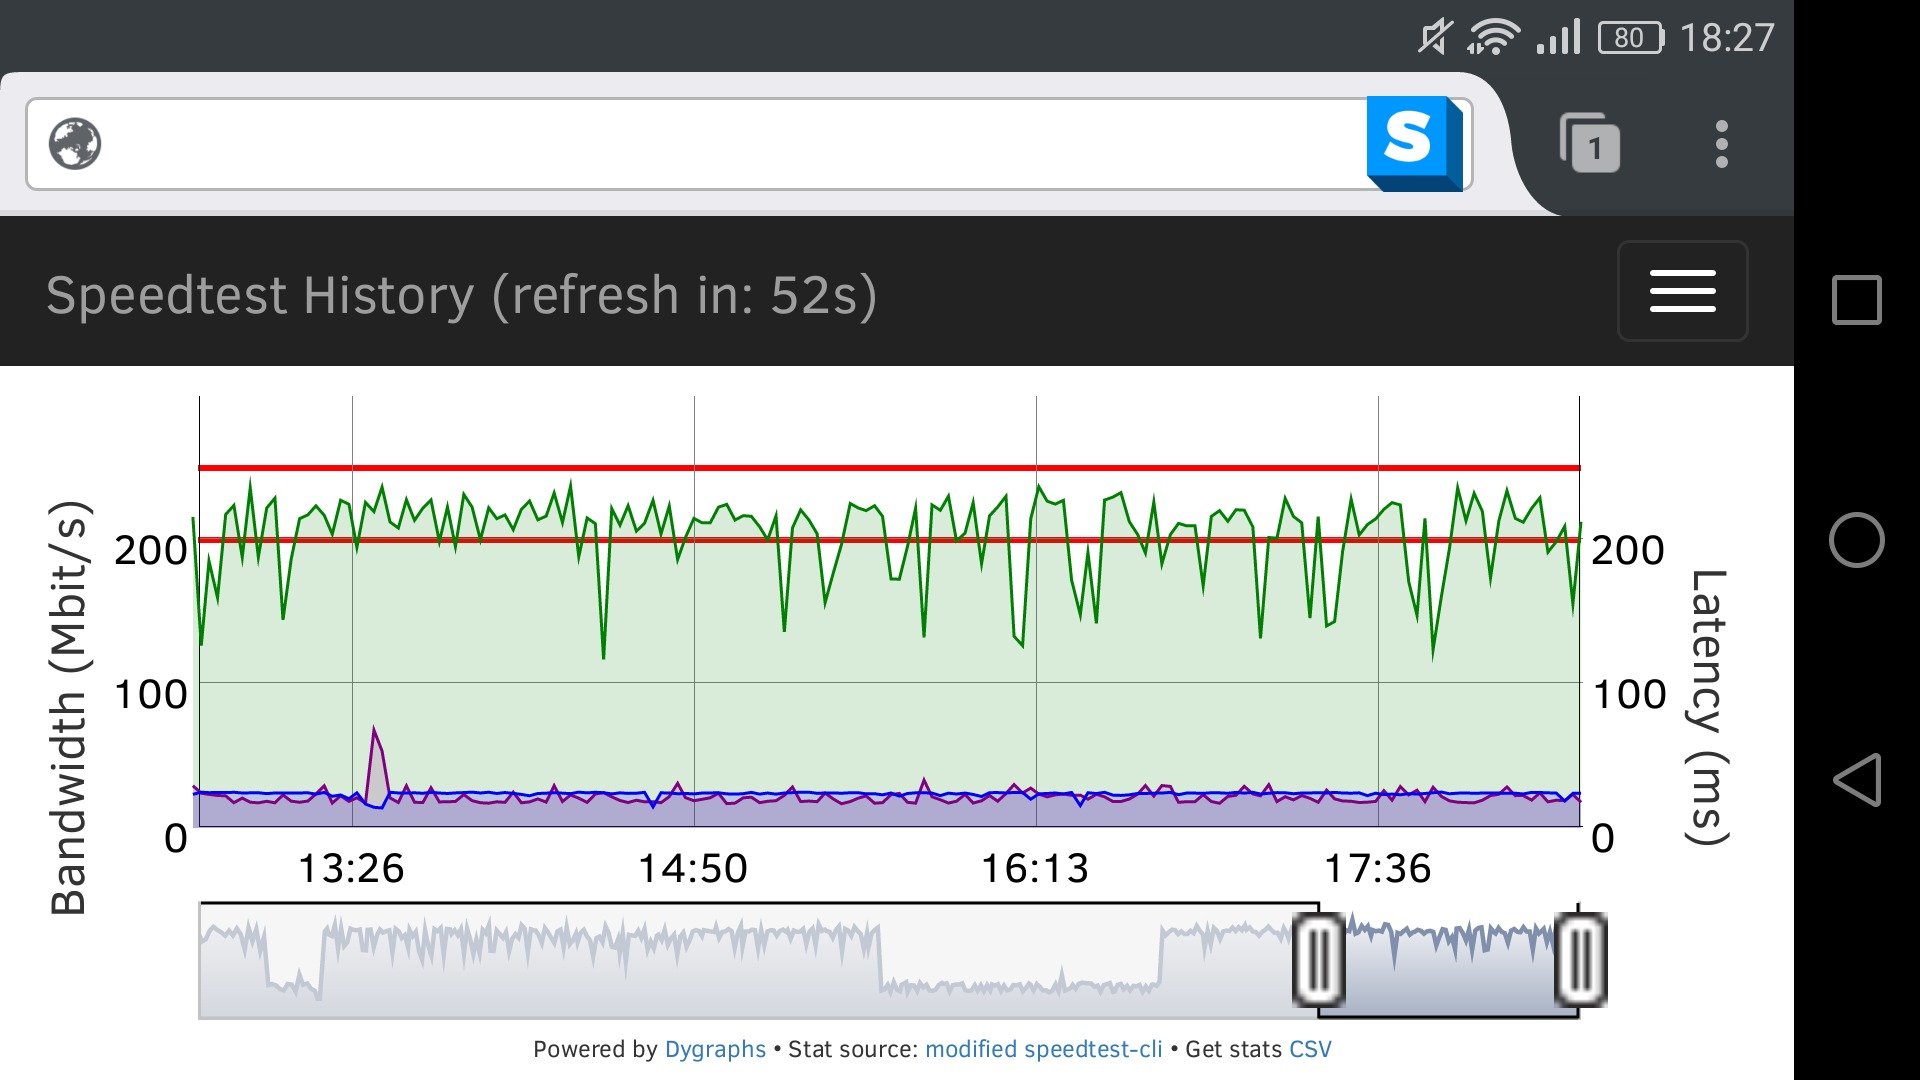 80 18:27
S
1
Speedtest History (refresh in: 52s)
Bandwidth (Mbit/s)
200
100
0
200
100
0
Latency (ms)
13:26 14:50 16:13 17:36
Powered by Dygraphs • Stat source: modified speedtest-cli • Get stats CSV